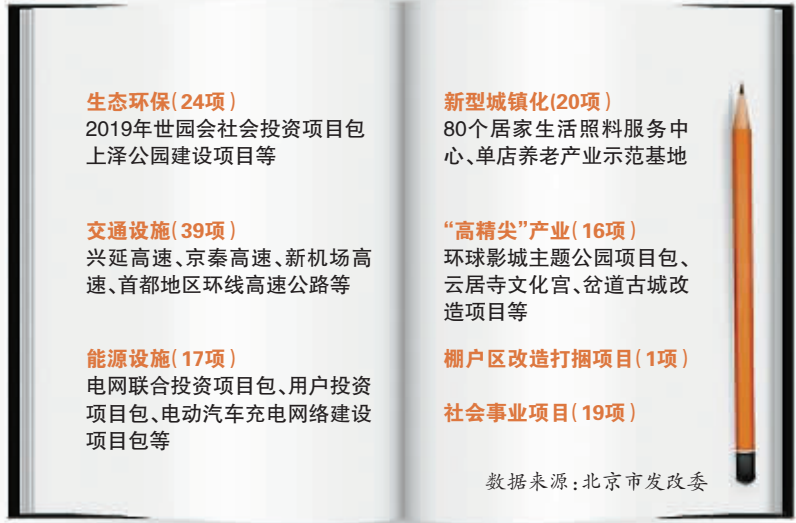 生态环保(24项)
2019年世园会社会投资项目包
上泽公园建设项目等
交通设施(39项)
兴延高速、京秦高速、新机场高
速、首都地区环线高速公路等
能源设施(17项)
电网联合投资项目包、用户投资
项目包、电动汽车充电网络建设
项目包等
新型城镇化(20项)
80个居家生活照料服务中
心、单店养老产业示范基地
“高精尖”产业(16项)
环球影城主题公园项目包、
云居寺文化宫、岔道古城改
造项目等
棚户区改造打捆项目(1项)
社会事业项目(19项)
数据来源:北京市发改委